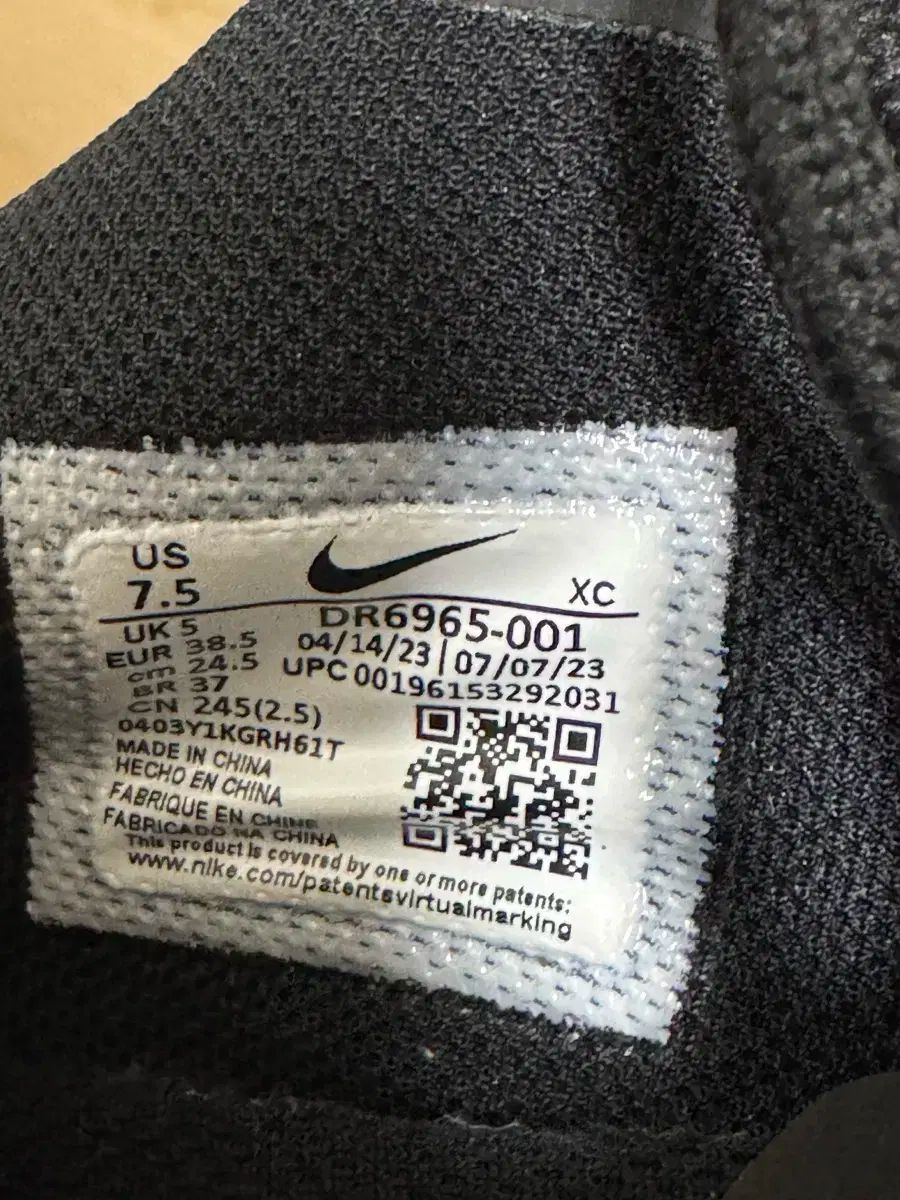 US
7.5
XC
UK 5
EUR 38.5
cm 24.5
BR 37
CN 245(2.5)
0403Y1KGRH61T
DR6965-001
04/14/23 | 07/07/23
UPC 00196153292031
MADE IN CHINA
HECHO EN CHINA
FABRIQUE EN CHINE
FABRICADO NA CHINA
This product is covered by one or more patents:
www.nike.com/patentsvirtualmarking